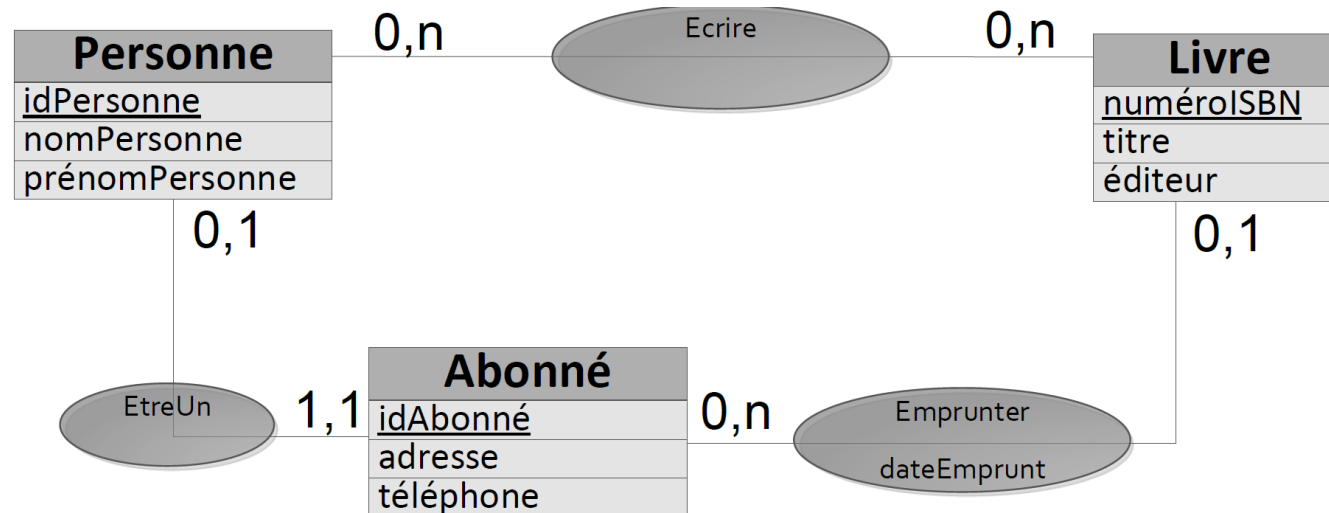 Personne
idPersonne
nomPersonne
prénomPersonne
0,n
Ecrire
0,n
Livre
numéroISBN
titre
éditeur
0,1
0,1
EtreUn
1,1
Abonné
idAbonné
adresse
téléphone
0,n
Emprunter
dateEmprunt